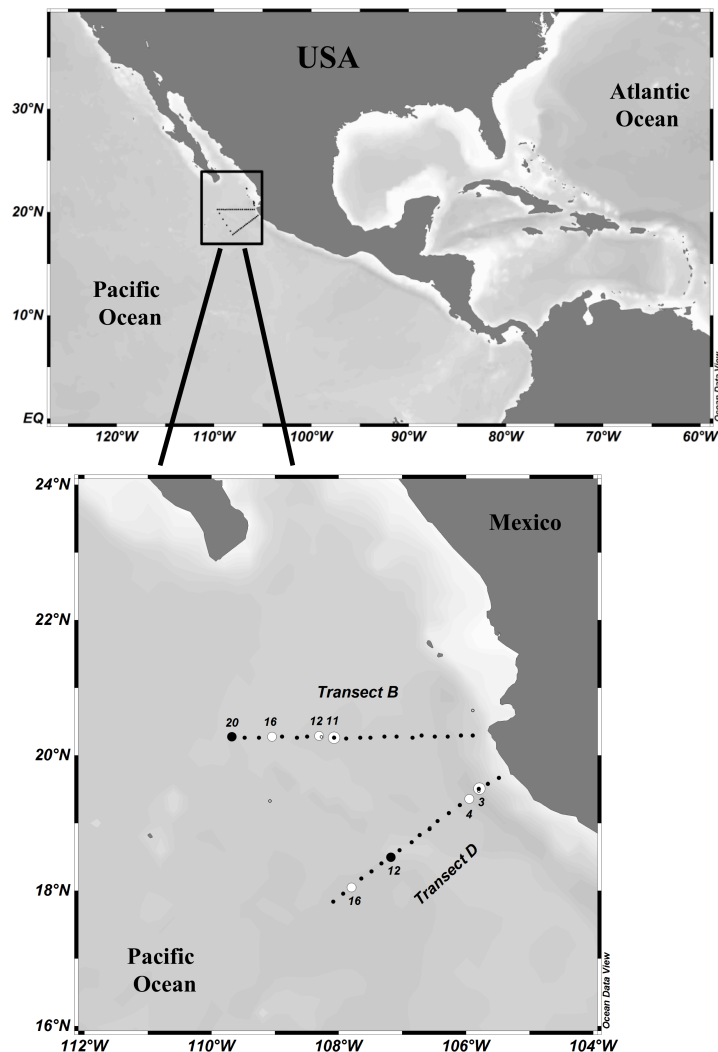 USA
Atlantic
Ocean
30°N
20°N
Pacific
Ocean
10°N
EQ
Ocean Data View
120°W 110°W 100°W 90°W 80°W 70°W 60°W
24°N
Mexico
22°N
Transect B
20 16 12 11
20°N
3
4
12
Transect D
18°N
16
Pacific
Ocean
Ocean Data View
16°N
112°W 110°W 108°W 106°W 104°W